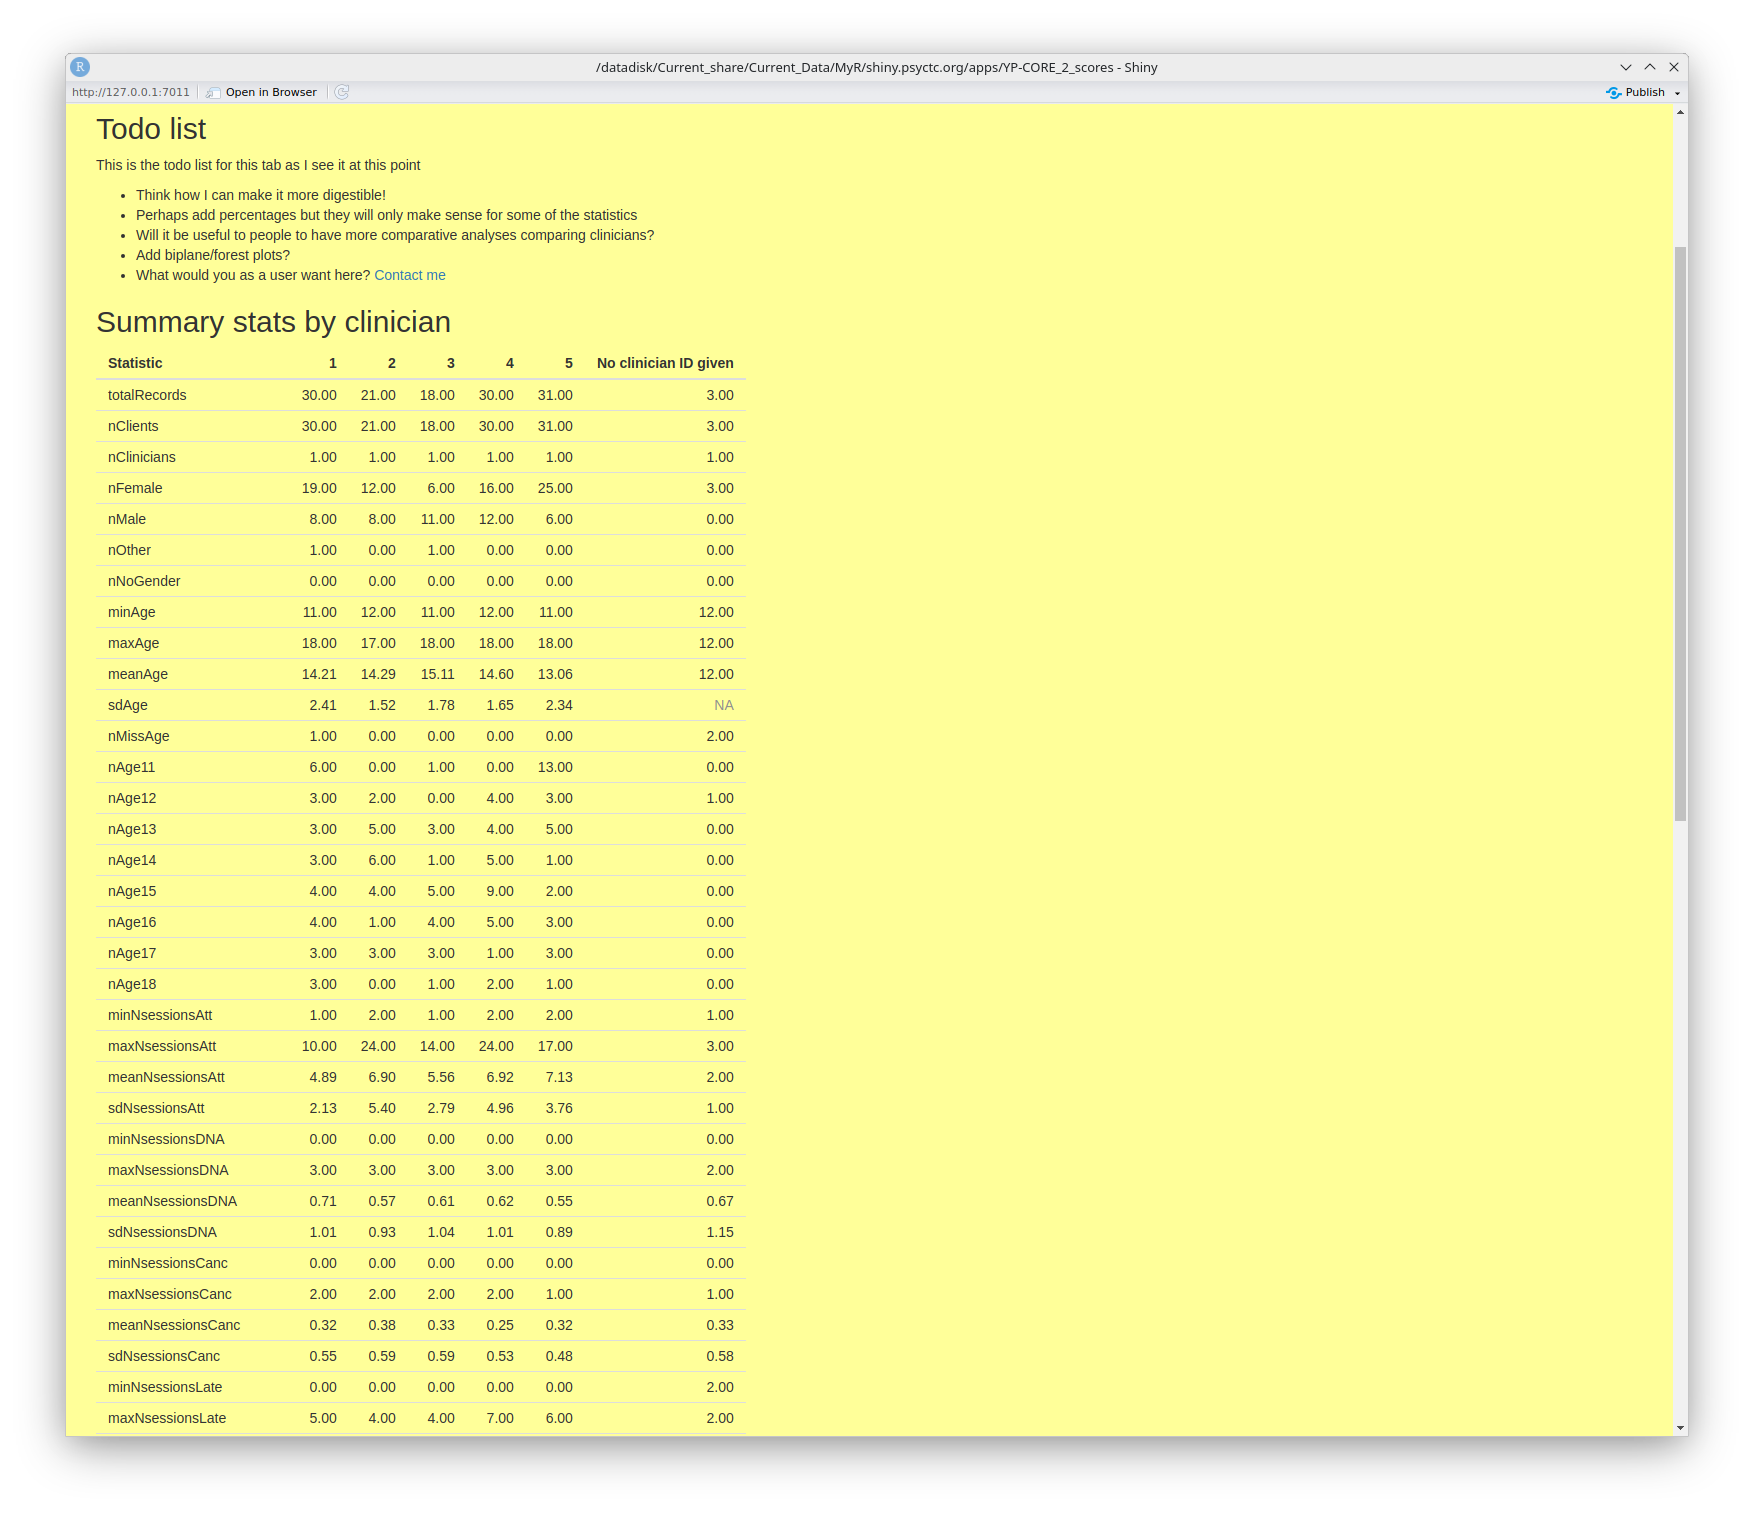 R
/datadisk/Current_share/Current_Data/MyR/shiny.psyctc.org/apps/YP-CORE_2_scores - Shiny
http://127.0.0.1:7011 Open in Browser Publish
Todo list
This is the todo list for this tab as I see it at this point
• Think how I can make it more digestible!
• Perhaps add percentages but they will only make sense for some of the statistics
• Will it be useful to people to have more comparative analyses comparing clinicians?
• Add biplane/forest plots?
• What would you as a user want here? Contact me
Summary stats by clinician
Statistic 1 2 3 4 5 No clinician ID given
totalRecords 30.00 21.00 18.00 30.00 31.00 3.00
nClients 30.00 21.00 18.00 30.00 31.00 3.00
nClinicians 1.00 1.00 1.00 1.00 1.00 1.00
nFemale 19.00 12.00 6.00 16.00 25.00 3.00
nMale 8.00 8.00 11.00 12.00 6.00 0.00
nOther 1.00 0.00 1.00 0.00 0.00 0.00
nNoGender 0.00 0.00 0.00 0.00 0.00 0.00
minAge 11.00 12.00 11.00 12.00 11.00 12.00
maxAge 18.00 17.00 18.00 18.00 18.00 12.00
meanAge 14.21 14.29 15.11 14.60 13.06 12.00
sdAge 2.41 1.52 1.78 1.65 2.34 NA
nMissAge 1.00 0.00 0.00 0.00 0.00 2.00
nAge11 6.00 0.00 1.00 0.00 13.00 0.00
nAge12 3.00 2.00 0.00 4.00 3.00 1.00
nAge13 3.00 5.00 3.00 4.00 5.00 0.00
nAge14 3.00 6.00 1.00 5.00 1.00 0.00
nAge15 4.00 4.00 5.00 9.00 2.00 0.00
nAge16 4.00 1.00 4.00 5.00 3.00 0.00
nAge17 3.00 3.00 3.00 1.00 3.00 0.00
nAge18 3.00 0.00 1.00 2.00 1.00 0.00
minNsessionsAtt 1.00 2.00 1.00 2.00 2.00 1.00
maxNsessionsAtt 10.00 24.00 14.00 24.00 17.00 3.00
meanNsessionsAtt 4.89 6.90 5.56 6.92 7.13 2.00
sdNsessionsAtt 2.13 5.40 2.79 4.96 3.76 1.00
minNsessionsDNA 0.00 0.00 0.00 0.00 0.00 0.00
maxNsessionsDNA 3.00 3.00 3.00 3.00 3.00 2.00
meanNsessionsDNA 0.71 0.57 0.61 0.62 0.55 0.67
sdNsessionsDNA 1.01 0.93 1.04 1.01 0.89 1.15
minNsessionsCanc 0.00 0.00 0.00 0.00 0.00 0.00
maxNsessionsCanc 2.00 2.00 2.00 2.00 1.00 1.00
meanNsessionsCanc 0.32 0.38 0.33 0.25 0.32 0.33
sdNsessionsCanc 0.55 0.59 0.59 0.53 0.48 0.58
minNsessionsLate 0.00 0.00 0.00 0.00 0.00 2.00
maxNsessionsLate 5.00 4.00 4.00 7.00 6.00 2.00